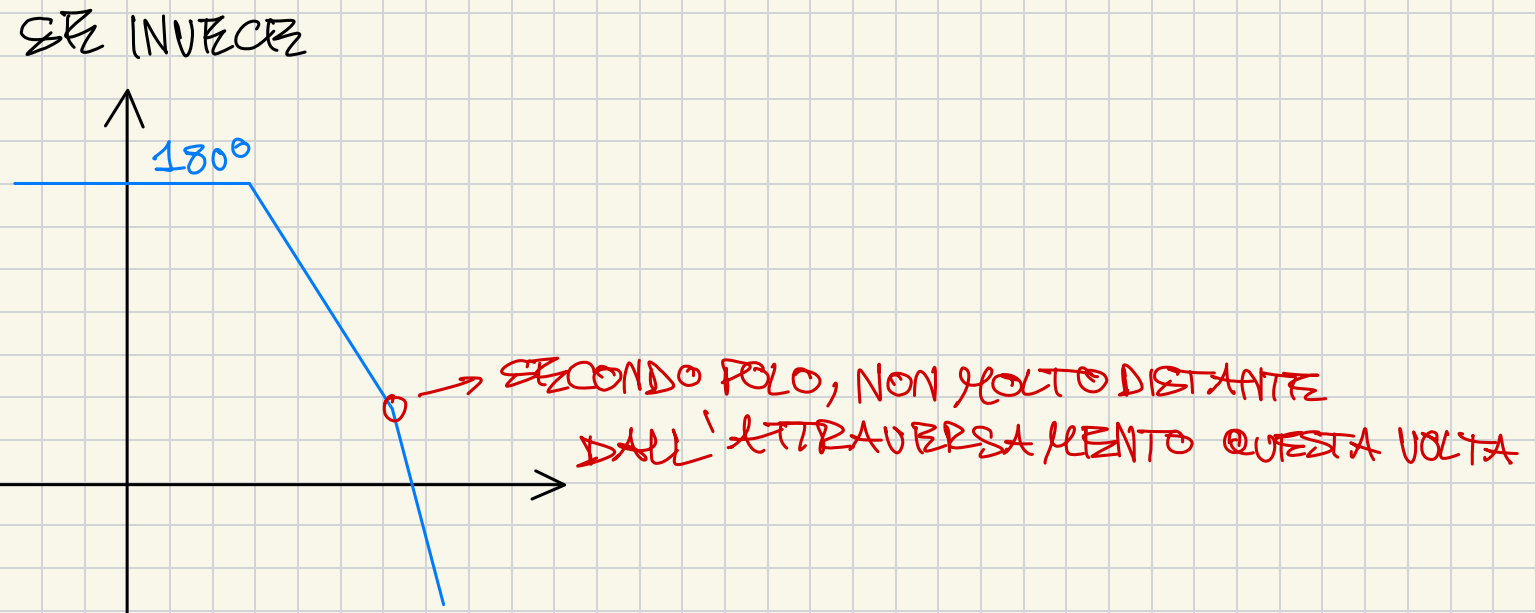 SE INVECE
180°
SECONDO POLO, NON MOLTO DISTANTE
DALL'ATTRAVERSAMENTO QUESTA VOLTA